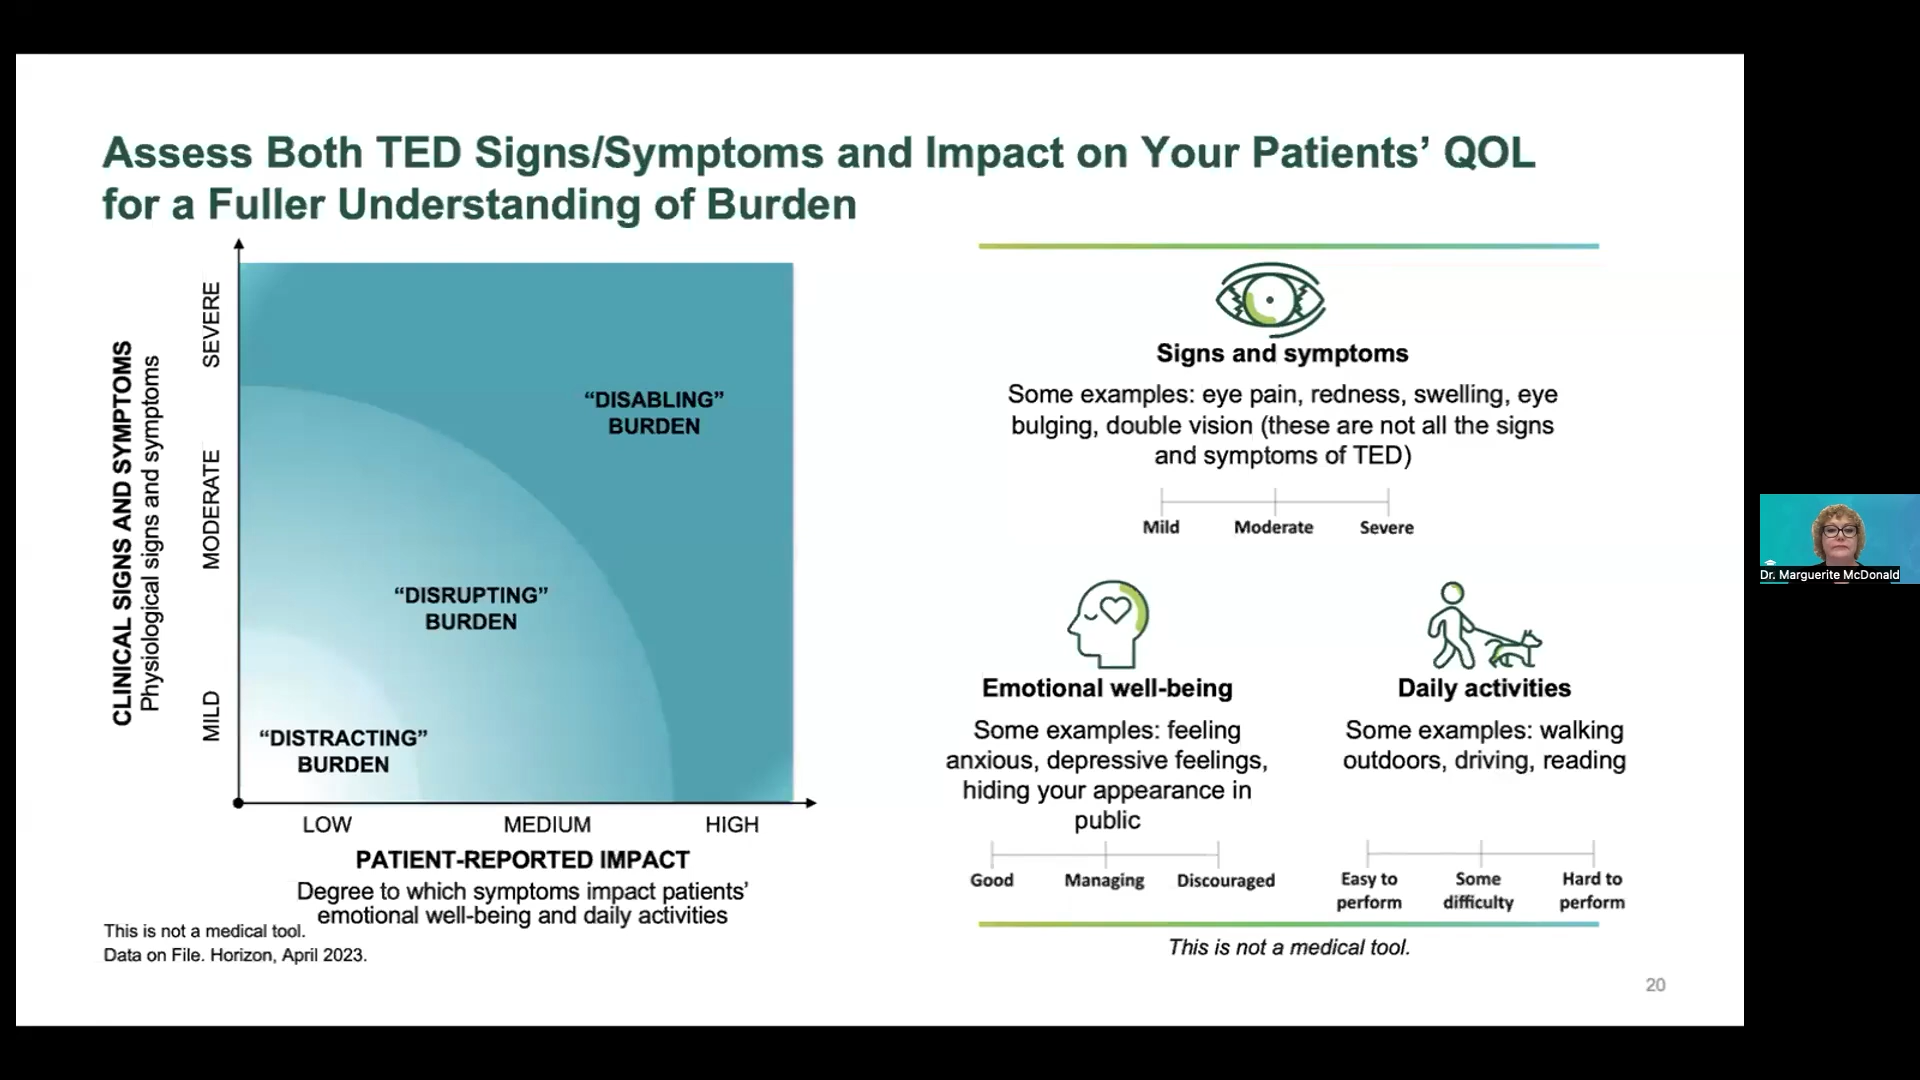 Assess Both TED Signs/Symptoms and Impact on Your Patients’ QOL
for a Fuller Understanding of Burden
CLINICAL SIGNS AND SYMPTOMS
Physiological signs and symptoms
SEVERE
MODERATE
MILD
“DISABLING”
BURDEN
“DISRUPTING”
BURDEN
“DISTRACTING”
BURDEN
LOW
MEDIUM
HIGH
PATIENT-REPORTED IMPACT
Degree to which symptoms impact patients’
emotional well-being and daily activities
This is not a medical tool.
Data on File. Horizon, April 2023.
Signs and symptoms
Some examples: eye pain, redness, swelling, eye
bulging, double vision (these are not all the signs
and symptoms of TED)
Mild
Moderate
Severe
Emotional well-being
Some examples: feeling
anxious, depressive feelings,
hiding your appearance in
public
Good
Managing
Discouraged
Daily activities
Some examples: walking
outdoors, driving, reading
Easy to
perform
Some
difficulty
Hard to
perform
This is not a medical tool.
20
Dr. Marguerite McDonald